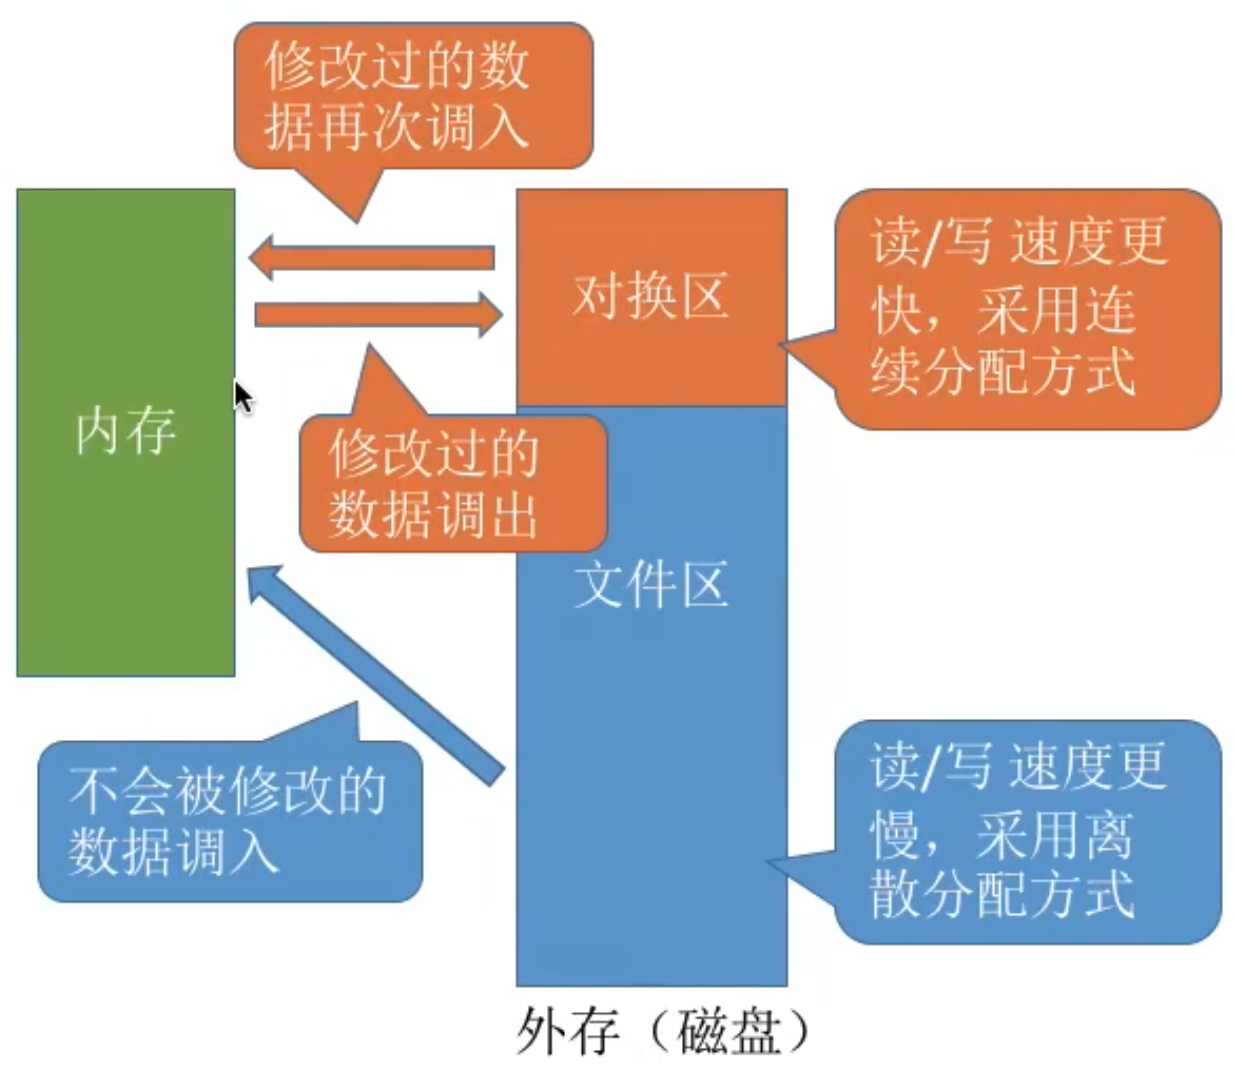 修改过的数
据再次调入
内存
对换区
读/写 速度更
快，采用连
续分配方式
修改过的
数据调出
文件区
不会被修改的
数据调入
读/写 速度更
慢，采用离
散分配方式
外存（磁盘）